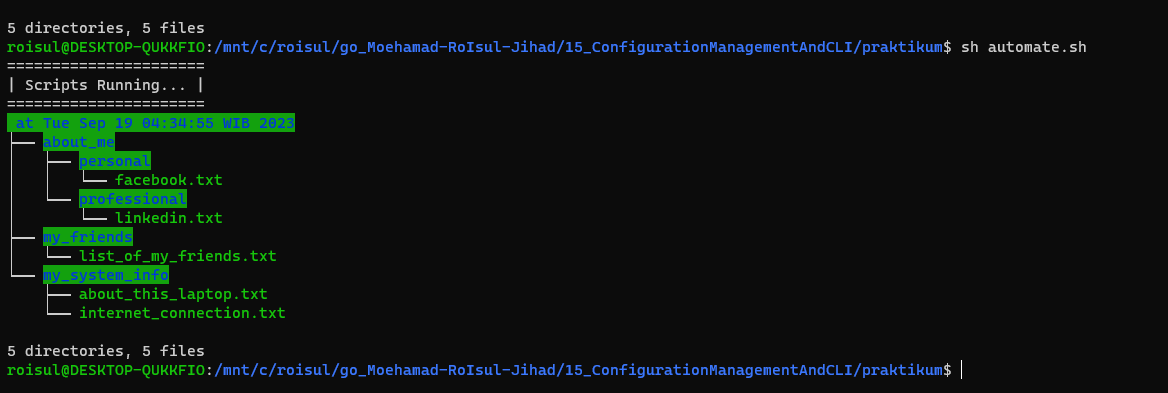 5 directories, 5 files
roisul@DESKTOP-QUKKFIO:/mnt/c/roisul/go_Moehamad-RoIsul-Jihad/15_ConfigurationManagementAndCLI/praktikum$ sh automate.sh
======================
| Scripts Running... |
======================
 at Tue Sep 19 04:34:55 WIB 2023
├── about_me
│   ├── personal
│   │   └── facebook.txt
│   └── professional
│       └── linkedin.txt
├── my_friends
│   └── list_of_my_friends.txt
└── my_system_info
    ├── about_this_laptop.txt
    └── internet_connection.txt
5 directories, 5 files
roisul@DESKTOP-QUKKFIO:/mnt/c/roisul/go_Moehamad-RoIsul-Jihad/15_ConfigurationManagementAndCLI/praktikum$